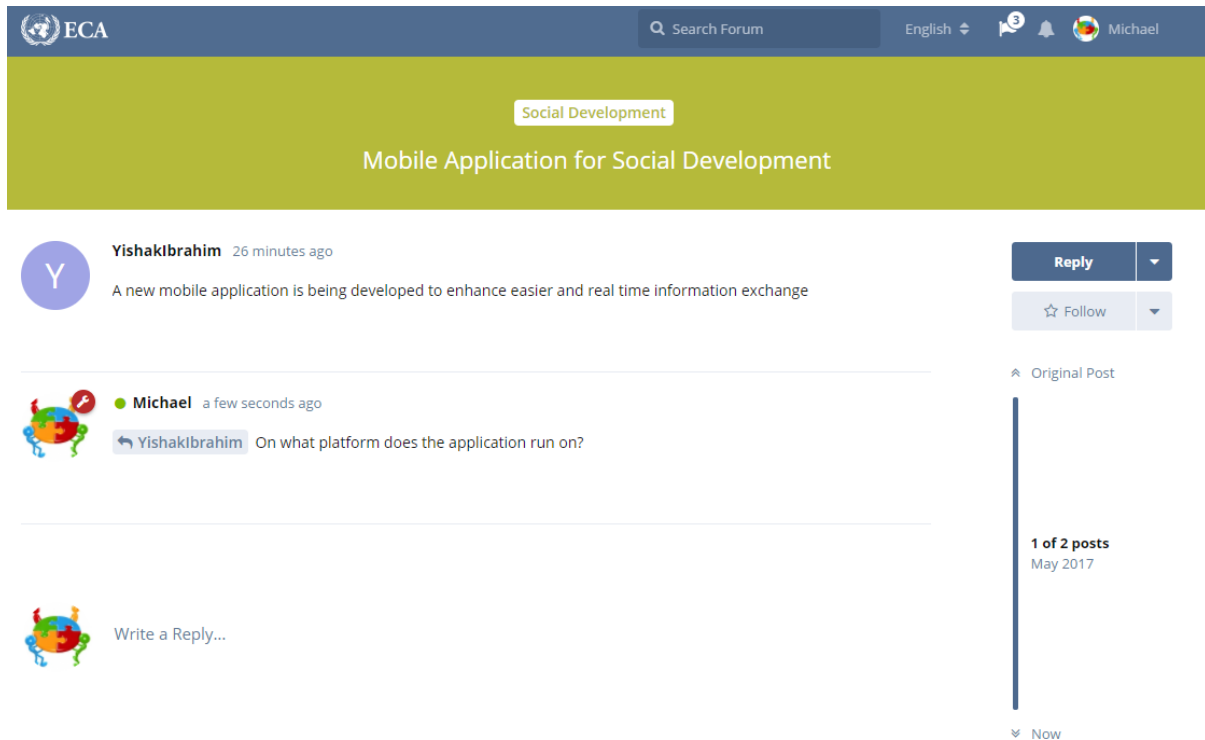 ECA
Search Forum
English
3
Michael
Social Development
Mobile Application for Social Development
Y
YishakIbrahim 26 minutes ago
A new mobile application is being developed to enhance easier and real time information exchange
Reply
Follow
Original Post
Michael a few seconds ago
YishakIbrahim On what platform does the application run on?
1 of 2 posts
May 2017
Write a Reply...
Now